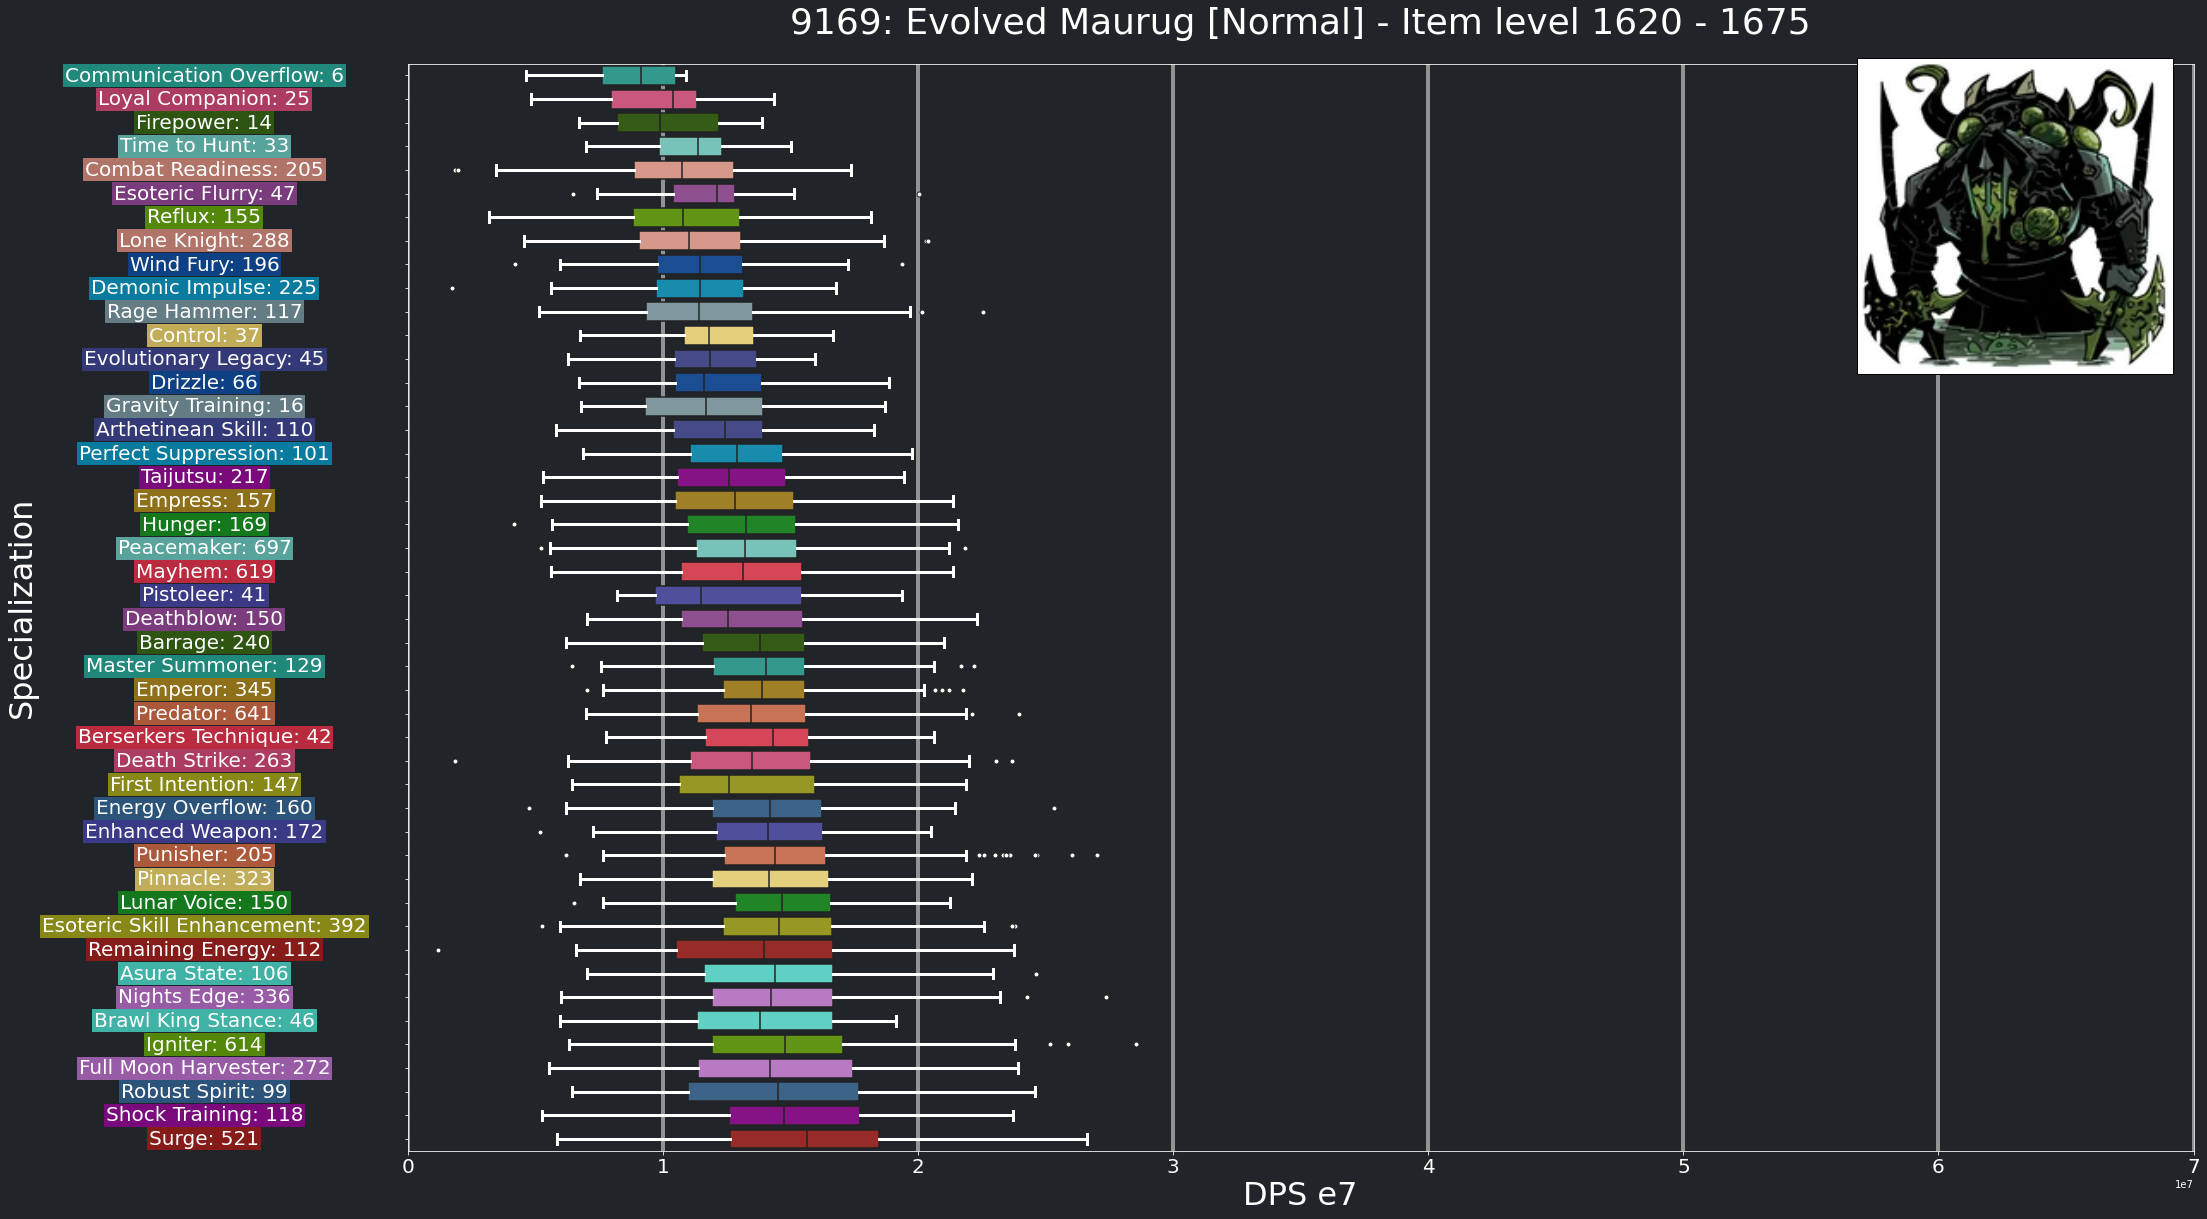 9169: Evolved Maurug [Normal] - Item level 1620 - 1675
Specialization
Communication Overflow: 6
Loyal Companion: 25
Firepower: 14
Time to Hunt: 33
Combat Readiness: 205
Esoteric Flurry: 47
Reflux: 155
Lone Knight: 288
Wind Fury: 196
Demonic Impulse: 225
Rage Hammer: 117
Control: 37
Evolutionary Legacy: 45
Drizzle: 66
Gravity Training: 16
Arthetinean Skill: 110
Perfect Suppression: 101
Taijutsu: 217
Empress: 157
Hunger: 169
Peacemaker: 697
Mayhem: 619
Pistoleer: 41
Deathblow: 150
Barrage: 240
Master Summoner: 129
Emperor: 345
Predator: 641
Berserkers Technique: 42
Death Strike: 263
First Intention: 147
Energy Overflow: 160
Enhanced Weapon: 172
Punisher: 205
Pinnacle: 323
Lunar Voice: 150
Esoteric Skill Enhancement: 392
Remaining Energy: 112
Asura State: 106
Nights Edge: 336
Brawl King Stance: 46
Igniter: 614
Full Moon Harvester: 272
Robust Spirit: 99
Shock Training: 118
Surge: 521
0 1 2 3 4 5 6 7
1e7
DPS e7